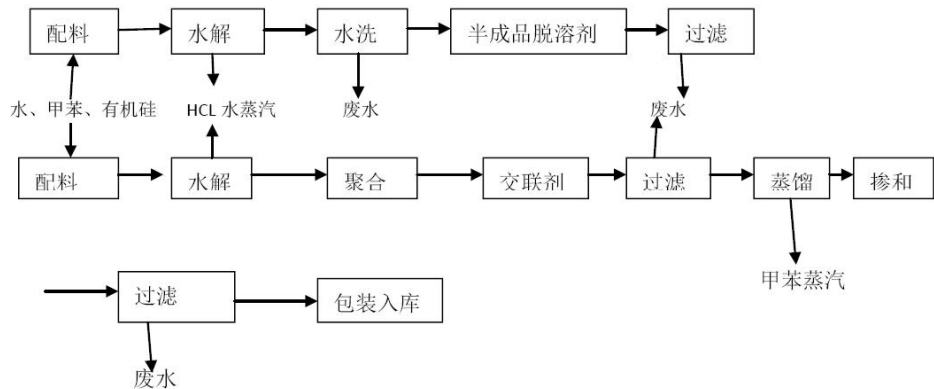 配料 水解 水洗 半成品脱溶剂 过滤
水、甲苯、有机硅 HCL 水蒸汽 废水 废水
配料 水解 聚合 交联剂 过滤 蒸馏 掺和
甲苯蒸汽
过滤 包装入库
废水